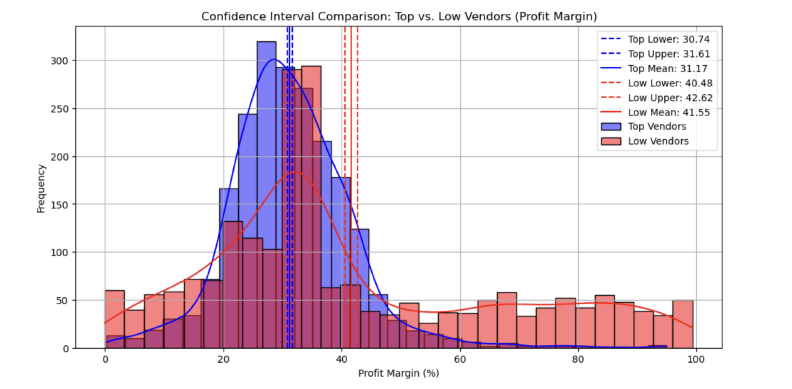 Confidence Interval Comparison: Top vs. Low Vendors (Profit Margin)
Top Lower: 30.74
Top Upper: 31.61
Top Mean: 31.17
Low Lower: 40.48
Low Upper: 42.62
Low Mean: 41.55
Top Vendors
Low Vendors
Frequency
300
250
200
150
100
50
0
0 20 40 60 80 100
Profit Margin (%)